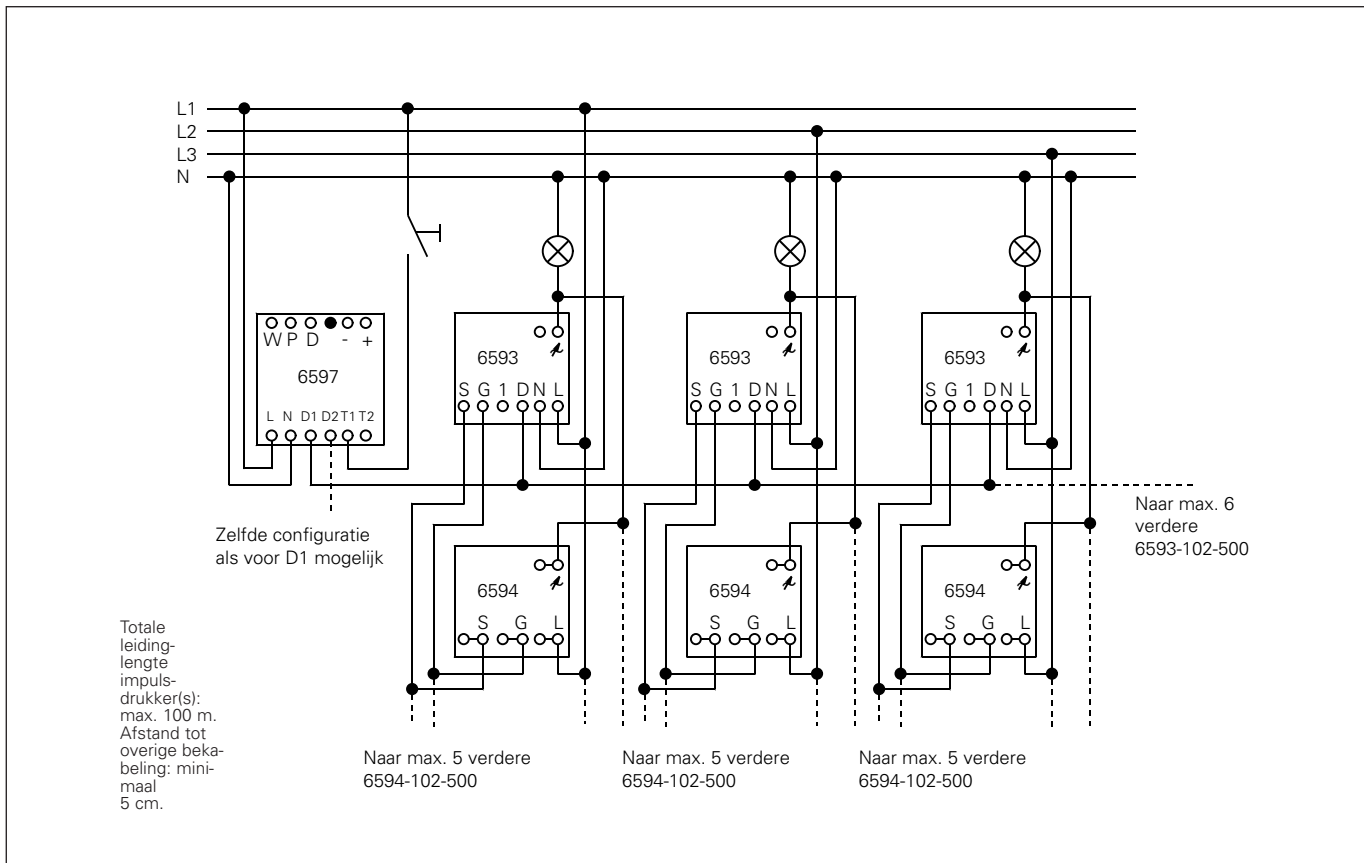 L1
L2
L3
N
W P D - +
6597
L N D1 D2 T1 T2
6593
S G 1 D N L
6593
S G 1 D N L
6593
S G 1 D N L
Zelfde configuratie
als voor D1 mogelijk
Naar max. 6
verdere
6593-102-500
6594
S G L
6594
S G L
6594
S G L
Totale
leiding-
lengte
impuls-
drukker(s):
max. 100 m.
Afstand tot
overige beka-
beling: mini-
maal
5 cm.
Naar max. 5 verdere
6594-102-500
Naar max. 5 verdere
6594-102-500
Naar max. 5 verdere
6594-102-500